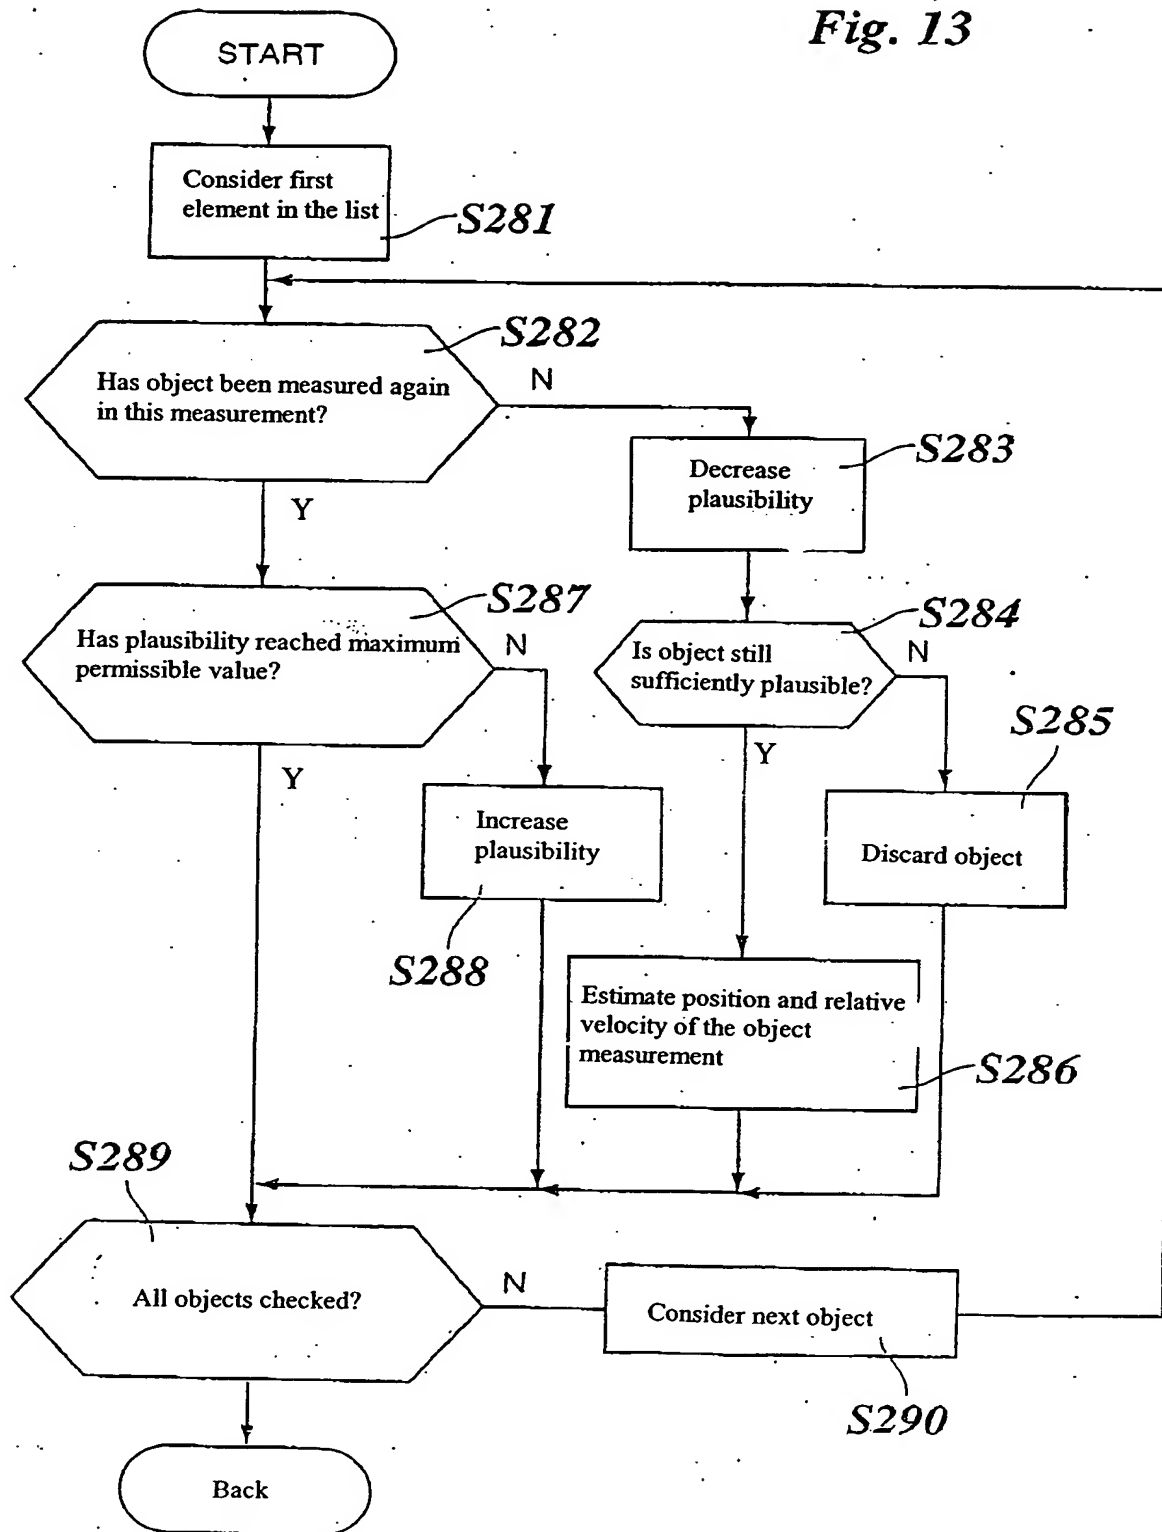 Fig. 13
START
Consider first
element in the list
S281
S282
Has object been measured again
in this measurement?
N
Y
S283
Decrease
plausibility
S287
Has plausibility reached maximum
permissible value?
N
Y
S284
Is object still
sufficiently plausible?
N
Y
S285
Discard object
Increase
plausibility
S288
Estimate position and relative
velocity of the object
measurement
S286
S289
All objects checked?
N
Consider next object
S290
Back